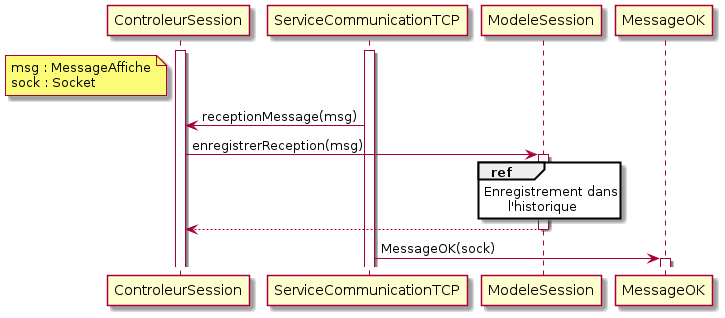 ControleurSession
ServiceCommunicationTCP
ModeleSession
MessageOK
msg : MessageAffiche
sock : Socket
receptionMessage(msg)
enregistrerReception(msg)
ref
Enregistrement dans
l'historique
MessageOK(sock)
ControleurSession
ServiceCommunicationTCP
ModeleSession
MessageOK